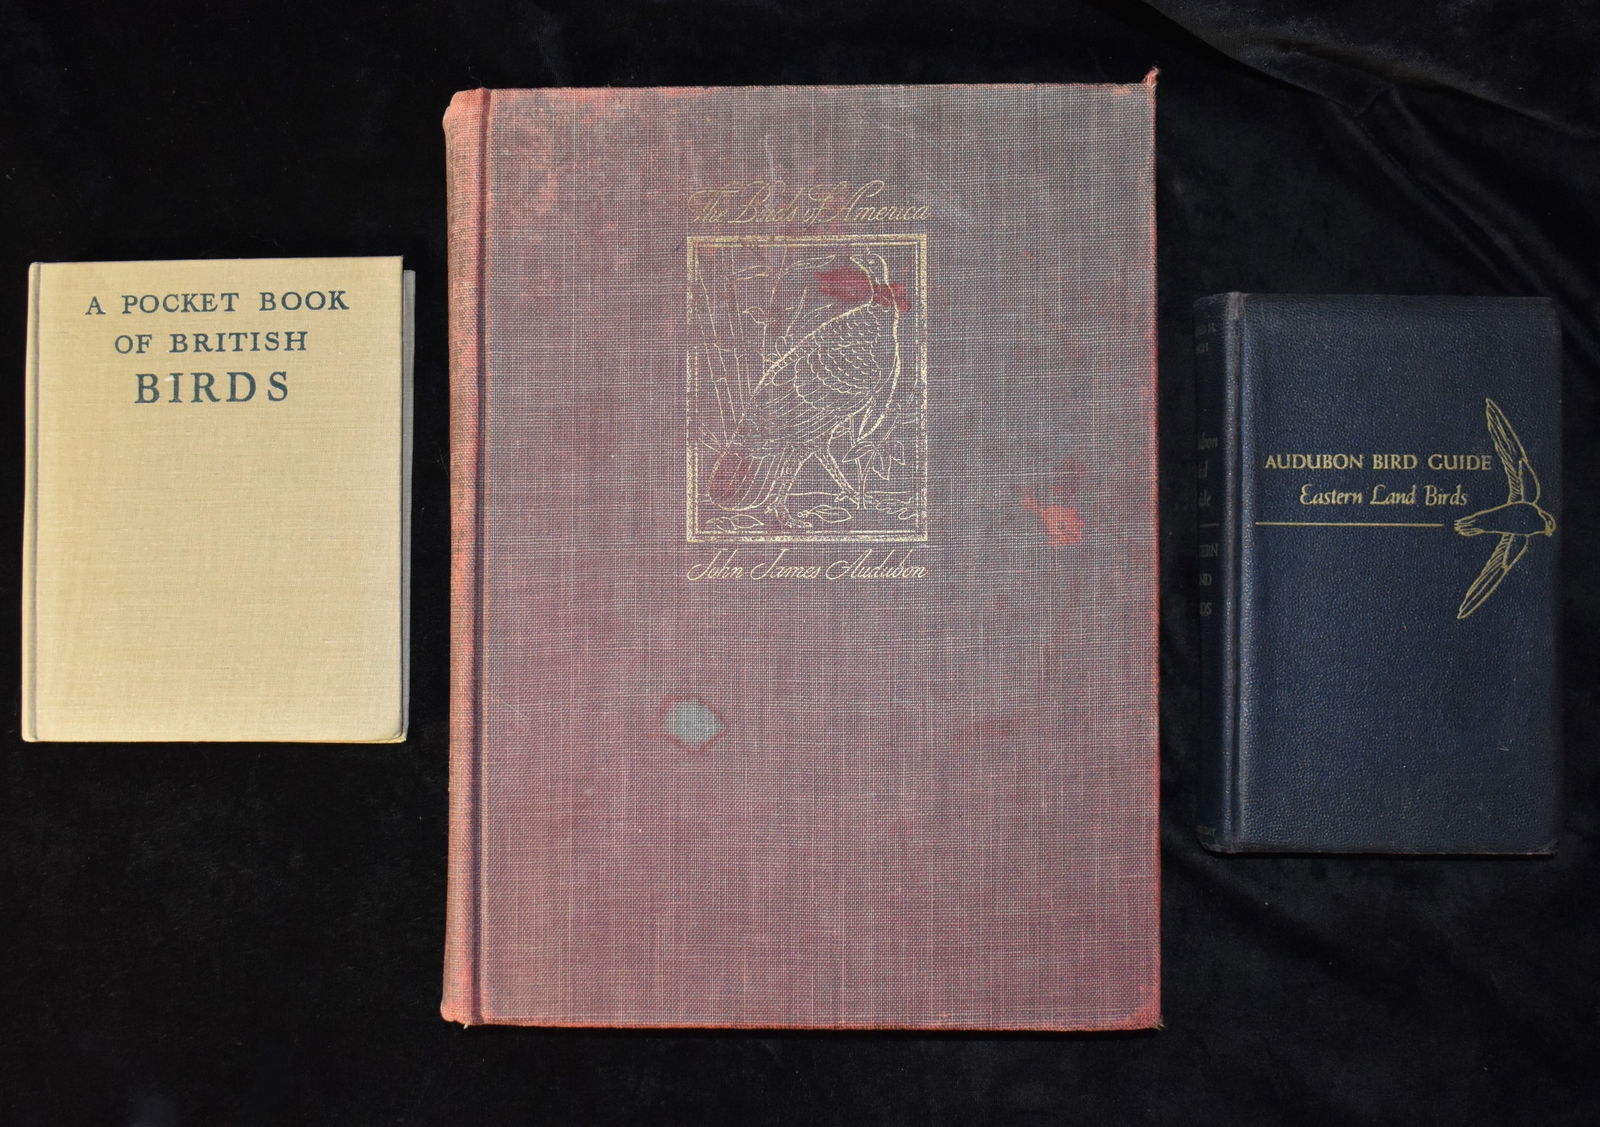 A POCKET BOOK
OF BRITISH
BIRDS
The Birds of America
John James Audubon
AUDUBON BIRD GUIDE
Eastern Land Birds